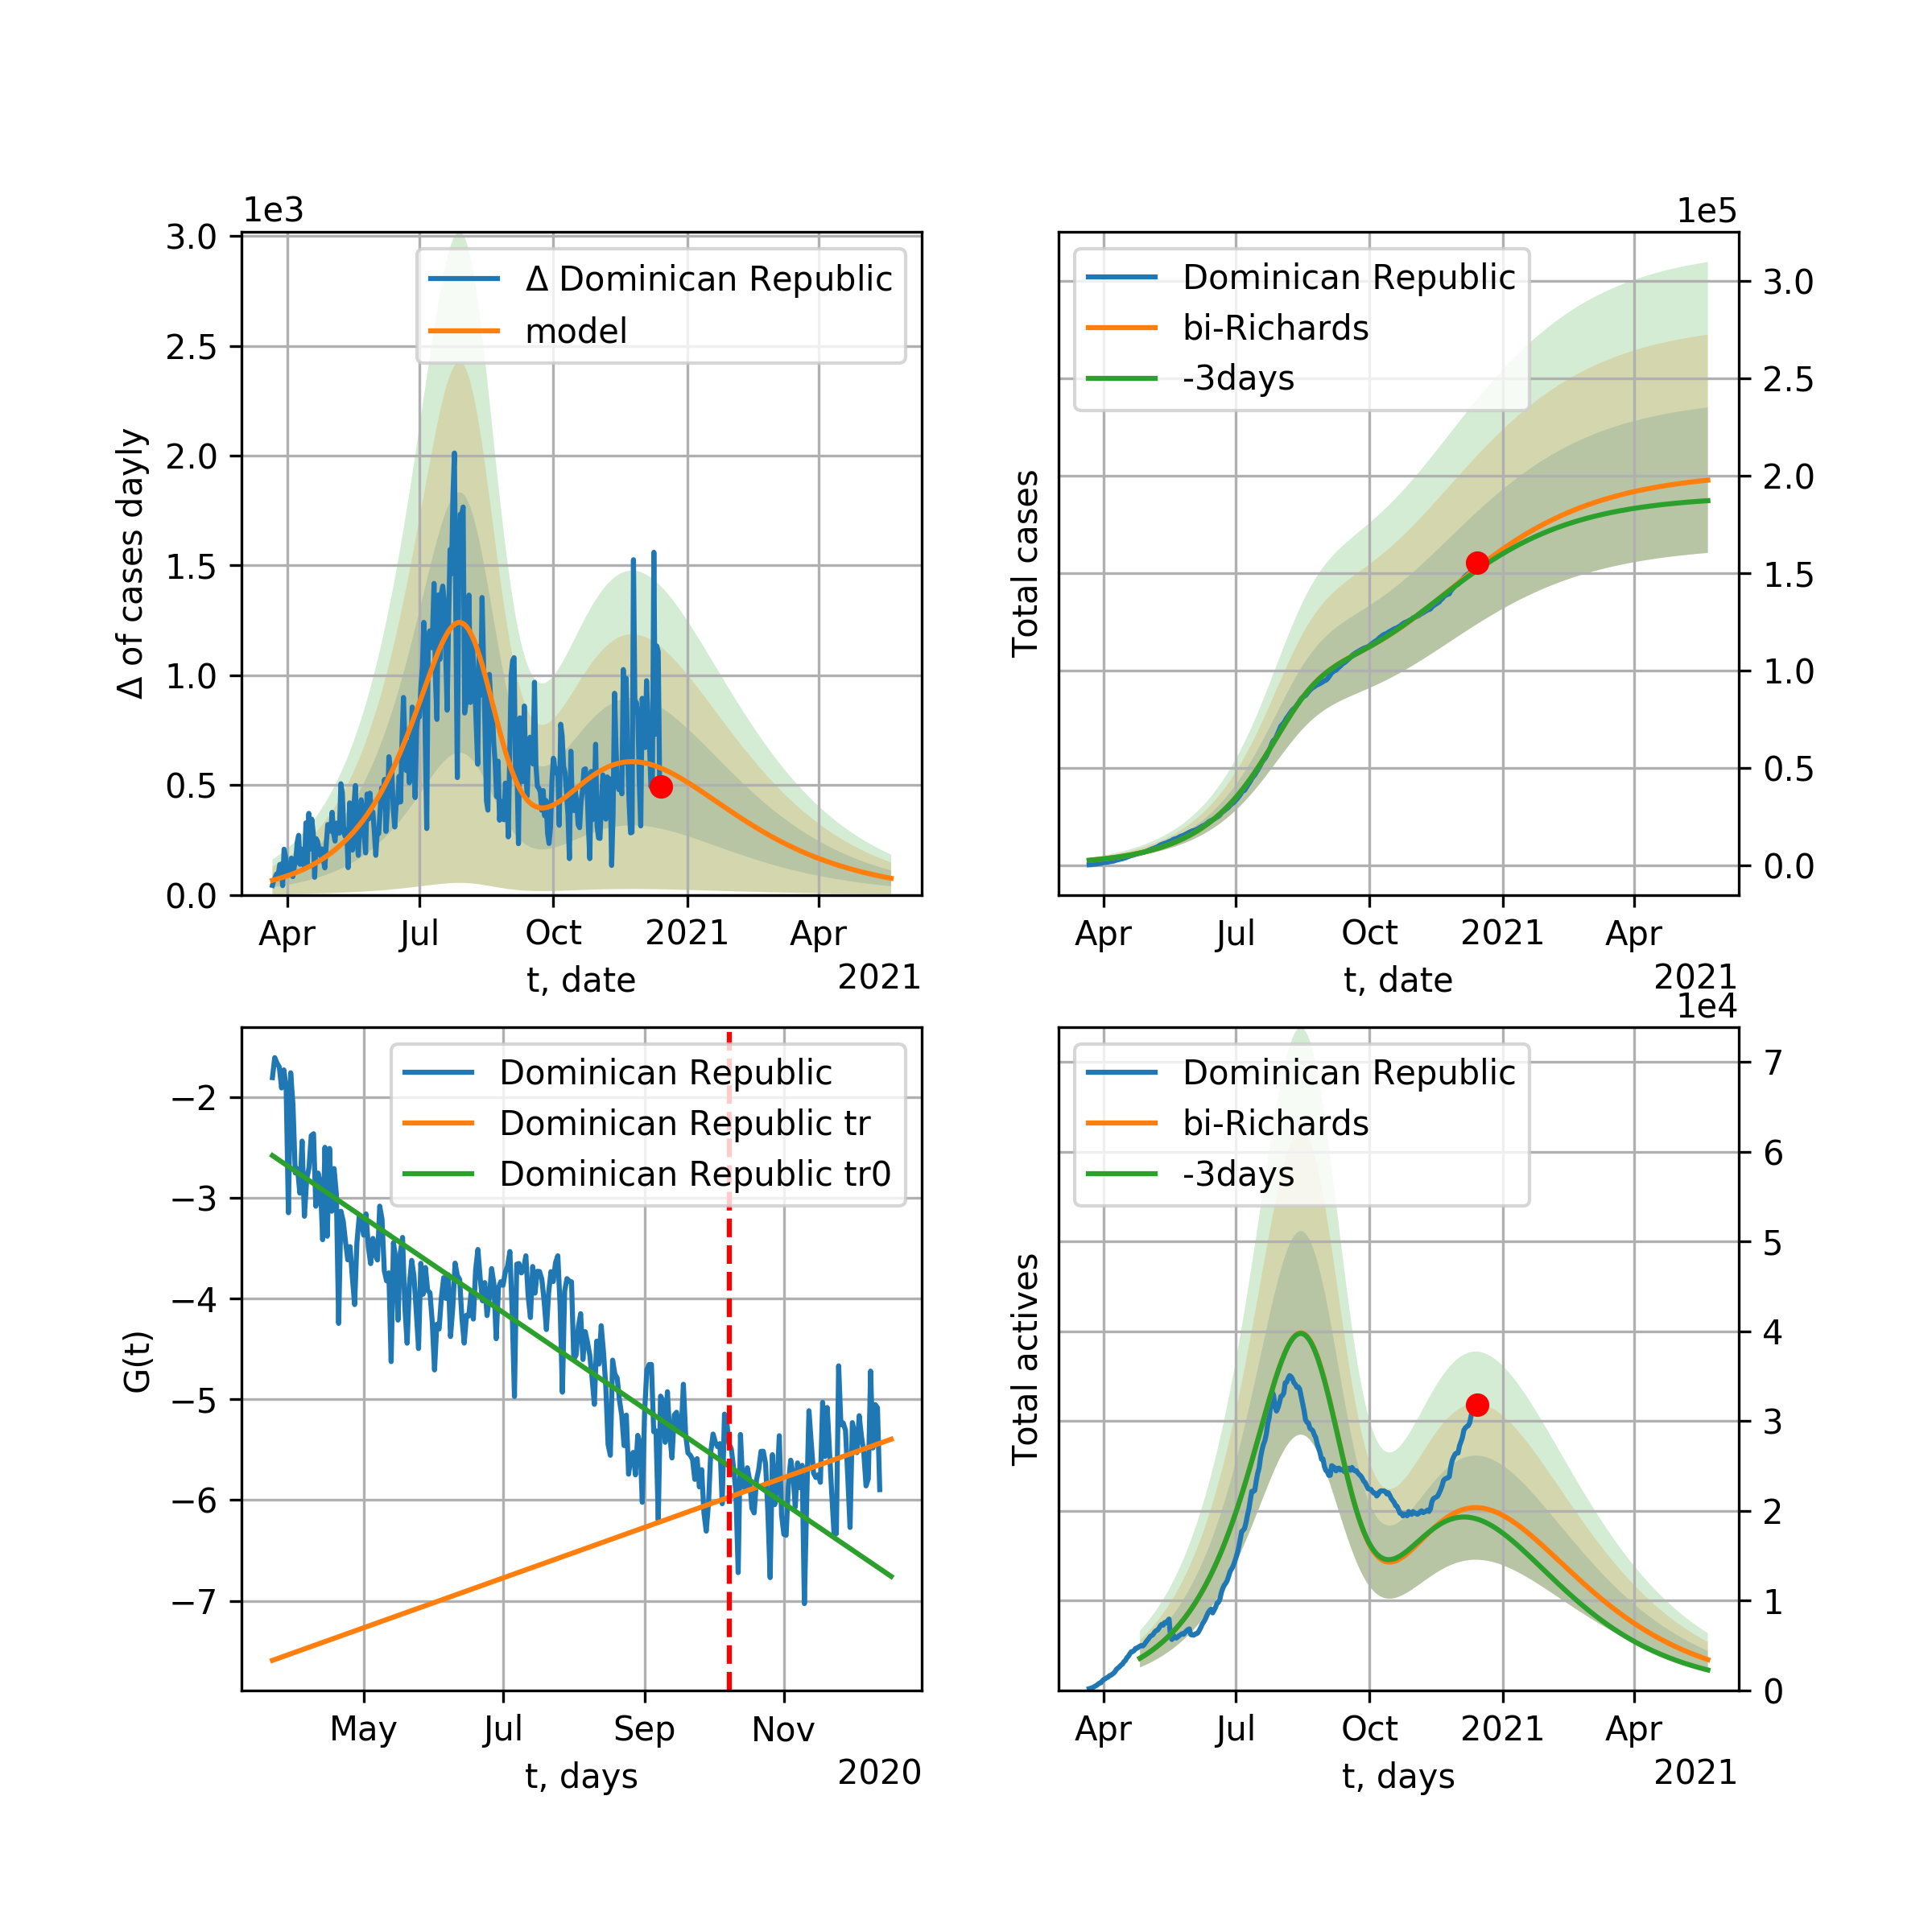 1e3
3.0
2.5
2.0
1.5
1.0
0.5
0.0
Δ of cases dayly
Δ Dominican Republic
model
Apr
Jul
Oct
2021
Apr
t, date
2021
1e5
Dominican Republic
bi-Richards
-3days
Total cases
3.0
2.5
2.0
1.5
1.0
0.5
0.0
Apr
Jul
Oct
2021
Apr
t, date
2021
−2
−3
−4
−5
−6
−7
G(t)
Dominican Republic
Dominican Republic tr
Dominican Republic tr0
May
Jul
Sep
Nov
t, days
2020
1e4
Dominican Republic
bi-Richards
-3days
Total actives
7
6
5
4
3
2
1
0
Apr
Jul
Oct
2021
Apr
t, days
2021